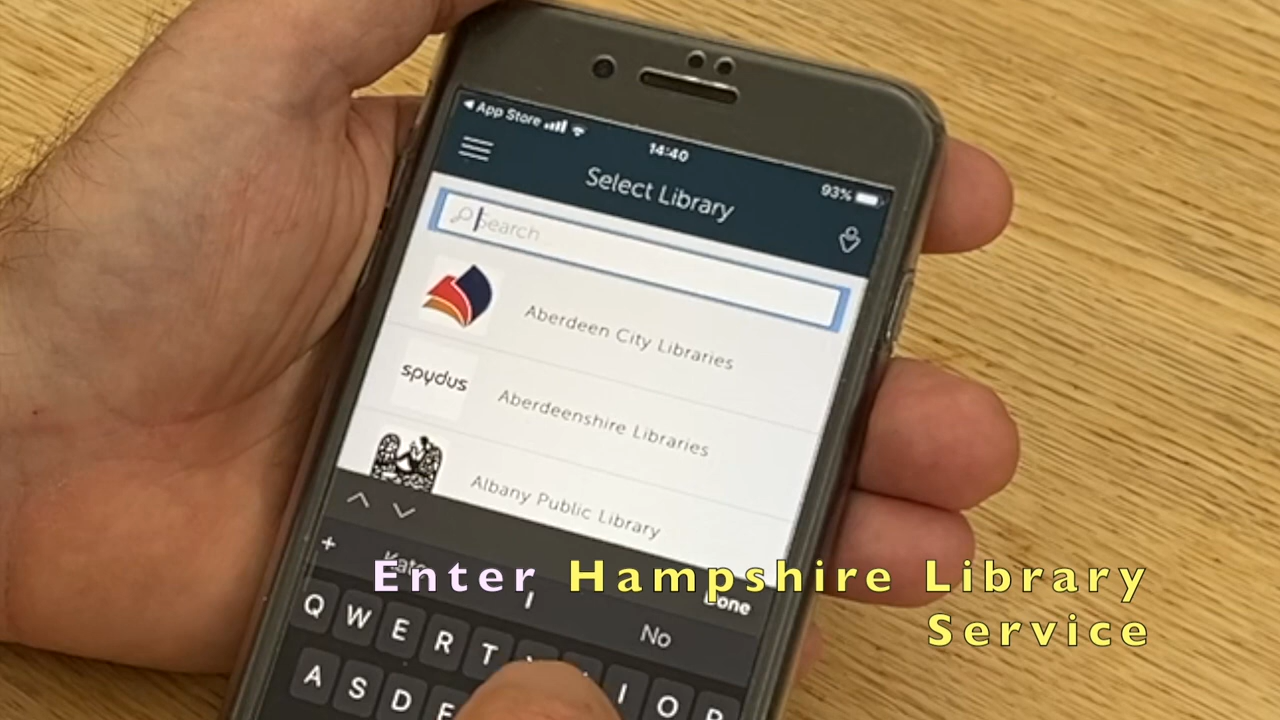 App Store
14:40
93%
Select Library
Search
Aberdeen City Libraries
spydus
Aberdeenshire Libraries
Albany Public Library
Enter Hampshire Library
Service
Done
I
No
Q W E R T I O P
A S D F